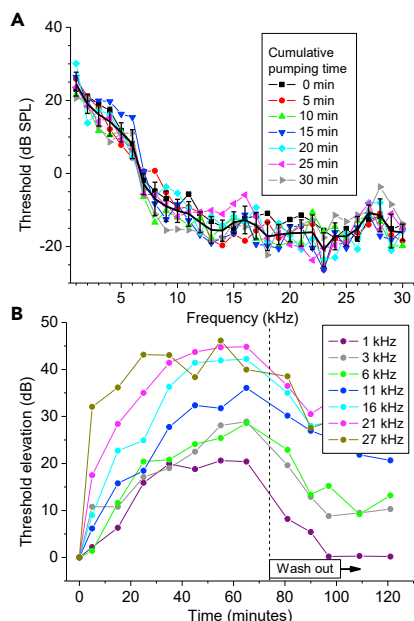 A
Threshold (dB SPL)
40
20
0
-20
Cumulative
pumping time
0 min
5 min
10 min
15 min
20 min
25 min
30 min
5 10 15 20 25 30
Frequency (kHz)
B
Threshold elevation (dB)
50
40
30
20
10
0
1 kHz
3 kHz
6 kHz
11 kHz
16 kHz
21 kHz
27 kHz
Wash out
0 20 40 60 80 100 120
Time (minutes)